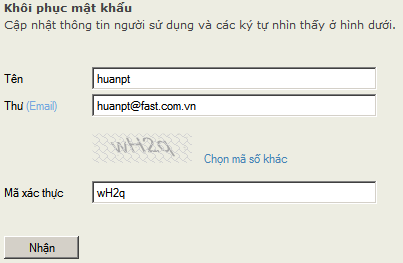 Khôi phục mật khẩu
Cập nhật thông tin người sử dụng và các ký tự nhìn thấy ở hình dưới.
Tên huanpt
Thư (Email) huanpt@fast.com.vn
wH2q Chọn mã số khác
Mã xác thực wH2q
Nhận